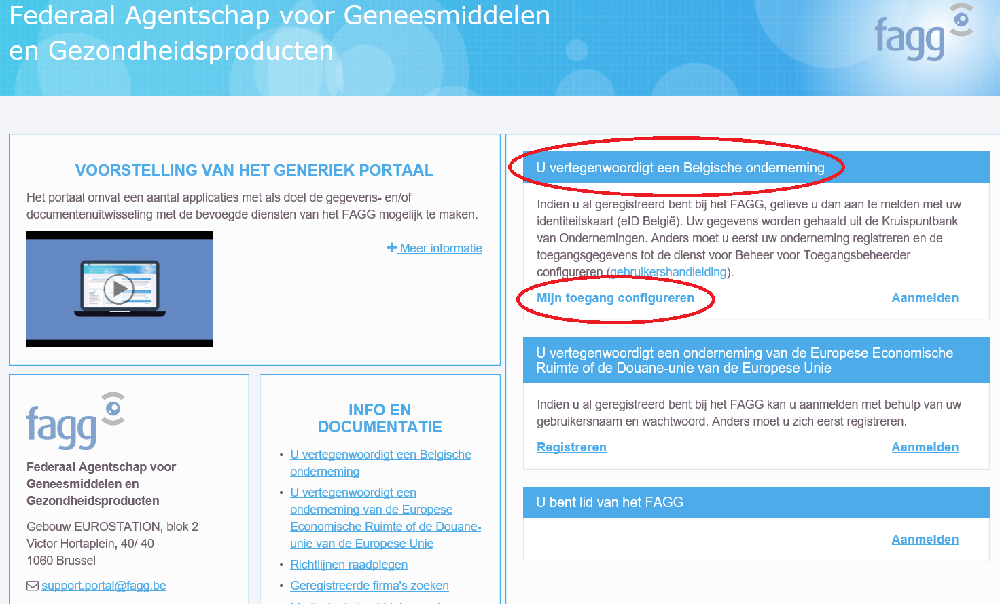 Federaal Agentschap voor Geneesmiddelen
en Gezondheidsproducten
fagg
VOORSTELLING VAN HET GENERIEK PORTAAL
Het portaal omvat een aantal applicaties met als doel de gegevens- en/of
documentenuitwisseling met de bevoegde diensten van het FAGG mogelijk te maken.
Meer informatie
fagg
Federaal Agentschap voor
Geneesmiddelen en
Gezondheidsproducten
Gebouw EUROSTATION, blok 2
Victor Hortaplein, 40/ 40
1060 Brussel
support.portal@fagg.be
INFO EN
DOCUMENTATIE
• U vertegenwoordigt een Belgische
onderneming
• U vertegenwoordigt een
onderneming van de Europese
Economische Ruimte of de Douane-
unie van de Europese Unie
• Richtlijnen raadplegen
• Geregistreerde firma's zoeken
U vertegenwoordigt een Belgische onderneming
Indien u al geregistreerd bent bij het FAGG, gelieve u dan aan te melden met uw
identiteitskaart (eID België). Uw gegevens worden gehaald uit de Kruispuntbank
van Ondernemingen. Anders moet u eerst uw onderneming registreren en de
toegangsgegevens tot de dienst voor Beheer voor Toegangsbeheerder
configureren (gebruikershandleiding).
Mijn toegang configureren Aanmelden
U vertegenwoordigt een onderneming van de Europese Economische
Ruimte of de Douane-unie van de Europese Unie
Indien u al geregistreerd bent bij het FAGG kan u aanmelden met behulp van uw
gebruikersnaam en wachtwoord. Anders moet u zich eerst registreren.
Registreren Aanmelden
U bent lid van het FAGG
Aanmelden